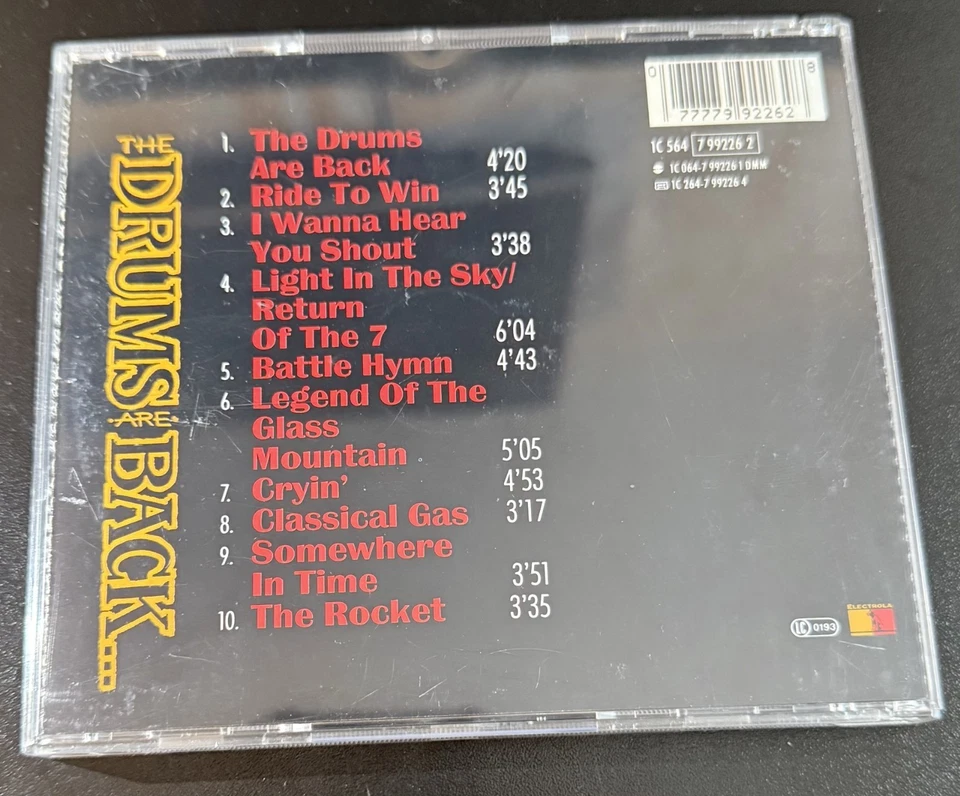 THE DRUMS ARE BACK....
1. The Drums
Are Back 4'20
2. Ride To Win 3'45
3. I Wanna Hear
You Shout 3'38
4. Light In The Sky/
Return
Of The 7 6'04
5. Battle Hymn 4'43
6. Legend Of The
Glass
Mountain 5'05
7. Cryin' 4'53
8. Classical Gas 3'17
9. Somewhere
In Time 3'51
10. The Rocket 3'35
0 77779 92262 8
1C 564 7 99226 2
1C 064-7 99226 1 DMM
1C 264-7 99226 4
LC 0193
ELECTROLA